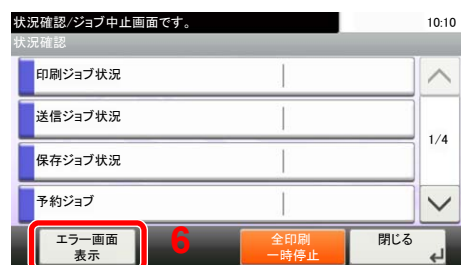 状況確認/ジョブ中止画面です。
10:10
状況確認
印刷ジョブ状況
送信ジョブ状況
1/4
保存ジョブ状況
予約ジョブ
エラー画面
表示
6
全印刷
一時停止
閉じる